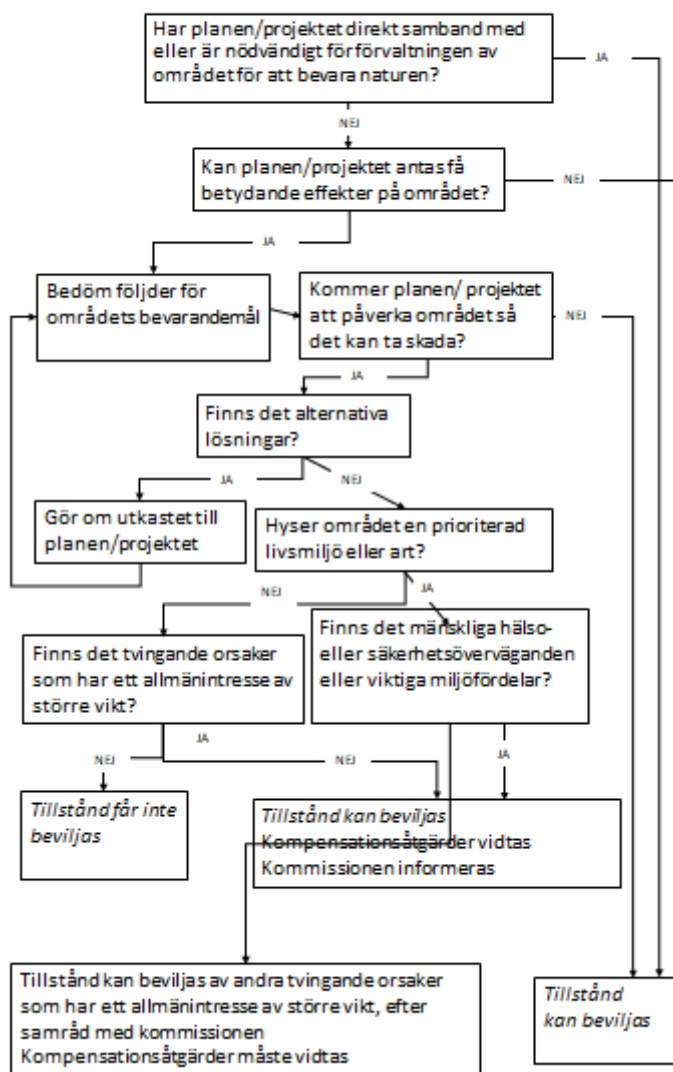 Har planen/projektet direkt samband med
eller är nödvändigt för förvaltningen av
området för att bevara naturen?
JA
NEJ
Kan planen/projektet antas få
betydande effekter på området?
NEJ
JA
Bedöm följder för
områdets bevarandemål
Kommer planen/ projektet
att påverka området så
det kan ta skada?
NEJ
JA
Finns det alternativa
lösningar?
JA
NEJ
Gör om utkastet till
planen/projektet
Hyser området en prioriterad
livsmiljö eller art?
NEJ
JA
Finns det tvingande orsaker
som har ett allmänintresse av
större vikt?
Finns det mänskliga hälso-
eller säkerhetsöverväganden
eller viktiga miljöfördelar?
JA
NEJ
NEJ
JA
Tillstånd får inte
beviljas
Tillstånd kan beviljas
Kompensationsåtgärder vidtas
Kommissionen informeras
Tillstånd kan beviljas av andra tvingande orsaker
som har ett allmänintresse av större vikt, efter
samråd med kommissionen
Kompensationsåtgärder måste vidtas
Tillstånd
kan beviljas